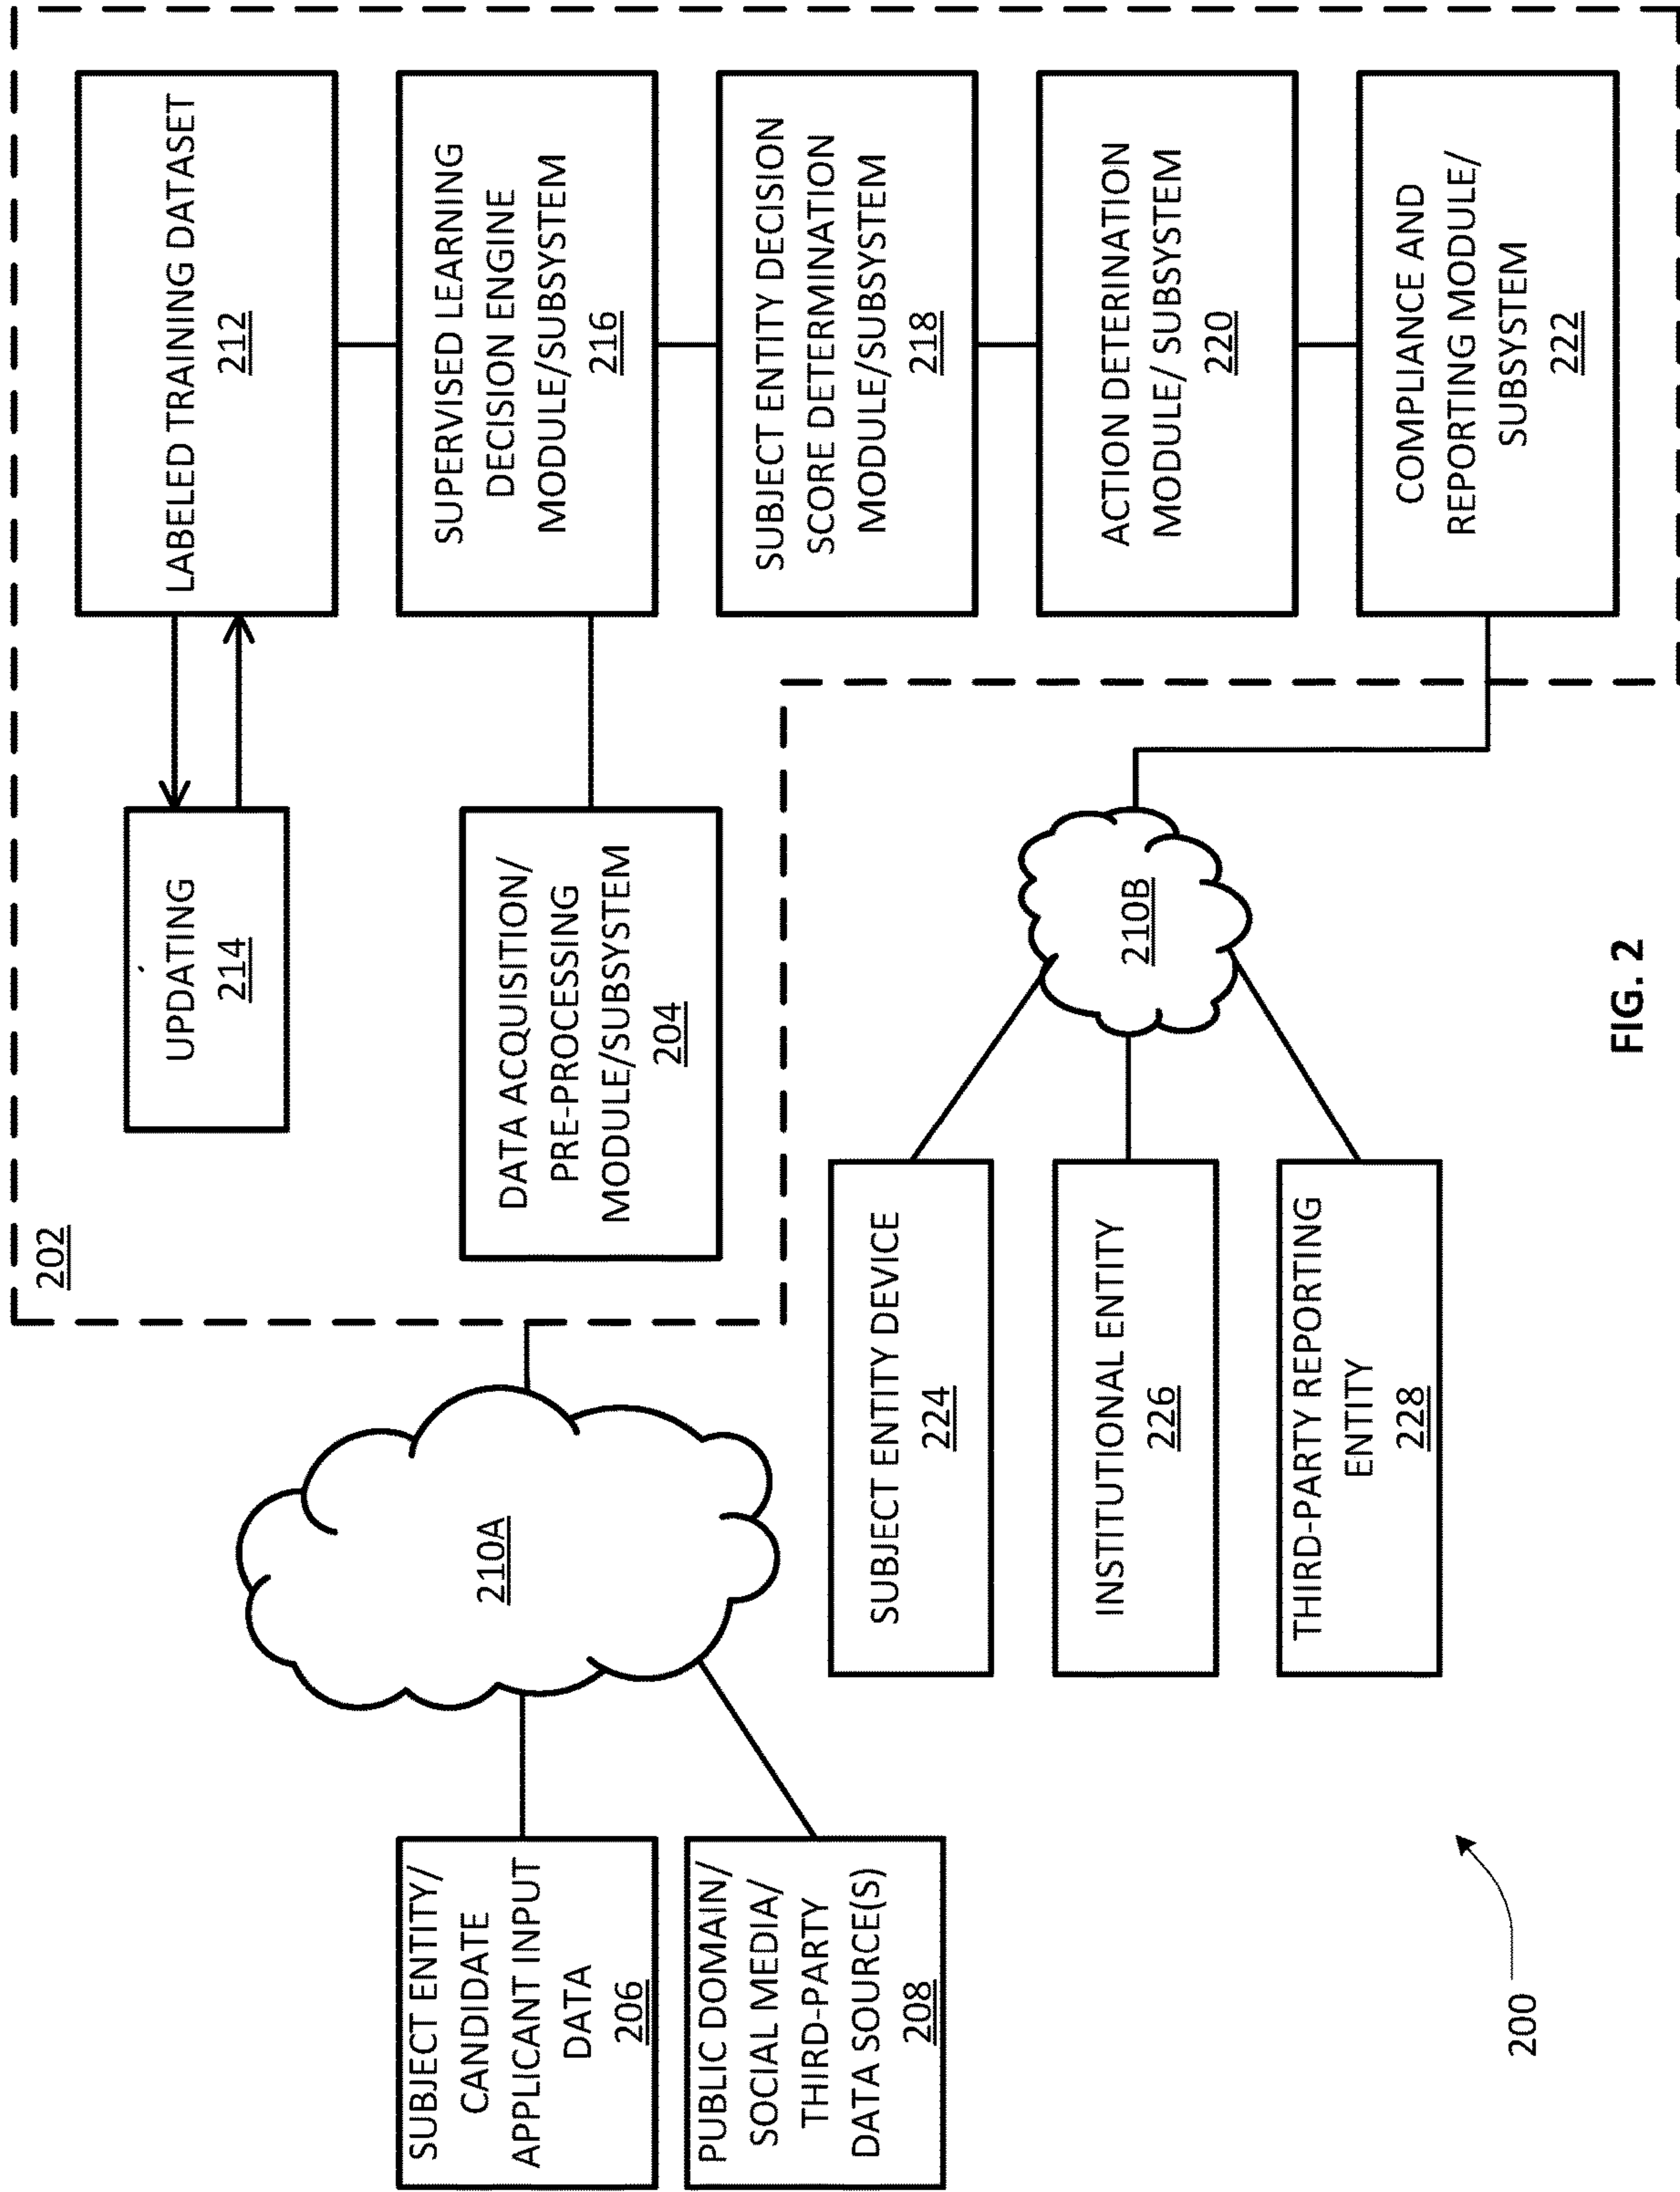 202
UPDATING
214
LABELED TRAINING DATASET
212
DATA ACQUISITION/
PRE-PROCESSING
MODULE/SUBSYSTEM
204
SUPERVISED LEARNING
DECISION ENGINE
MODULE/SUBSYSTEM
216
SUBJECT ENTITY DECISION
SCORE DETERMINATION
MODULE/SUBSYSTEM
218
ACTION DETERINATION
MODULE/ SUBSYSTEM
220
COMPLIANCE AND
REPORTING MODULE/
SUBSYSTEM
222
210A
SUBJECT ENTITY/
CANDIDATE
APPLICANT INPUT
DATA
206
PUBLIC DOMAIN/
SOCIAL MEDIA/
THIRD-PARTY
DATA SOURCE(S)
208
210B
SUBJECT ENTITY DEVICE
224
INSTITUTIONAL ENTITY
226
THIRD-PARTY REPORTING
ENTITY
228
200
FIG. 2